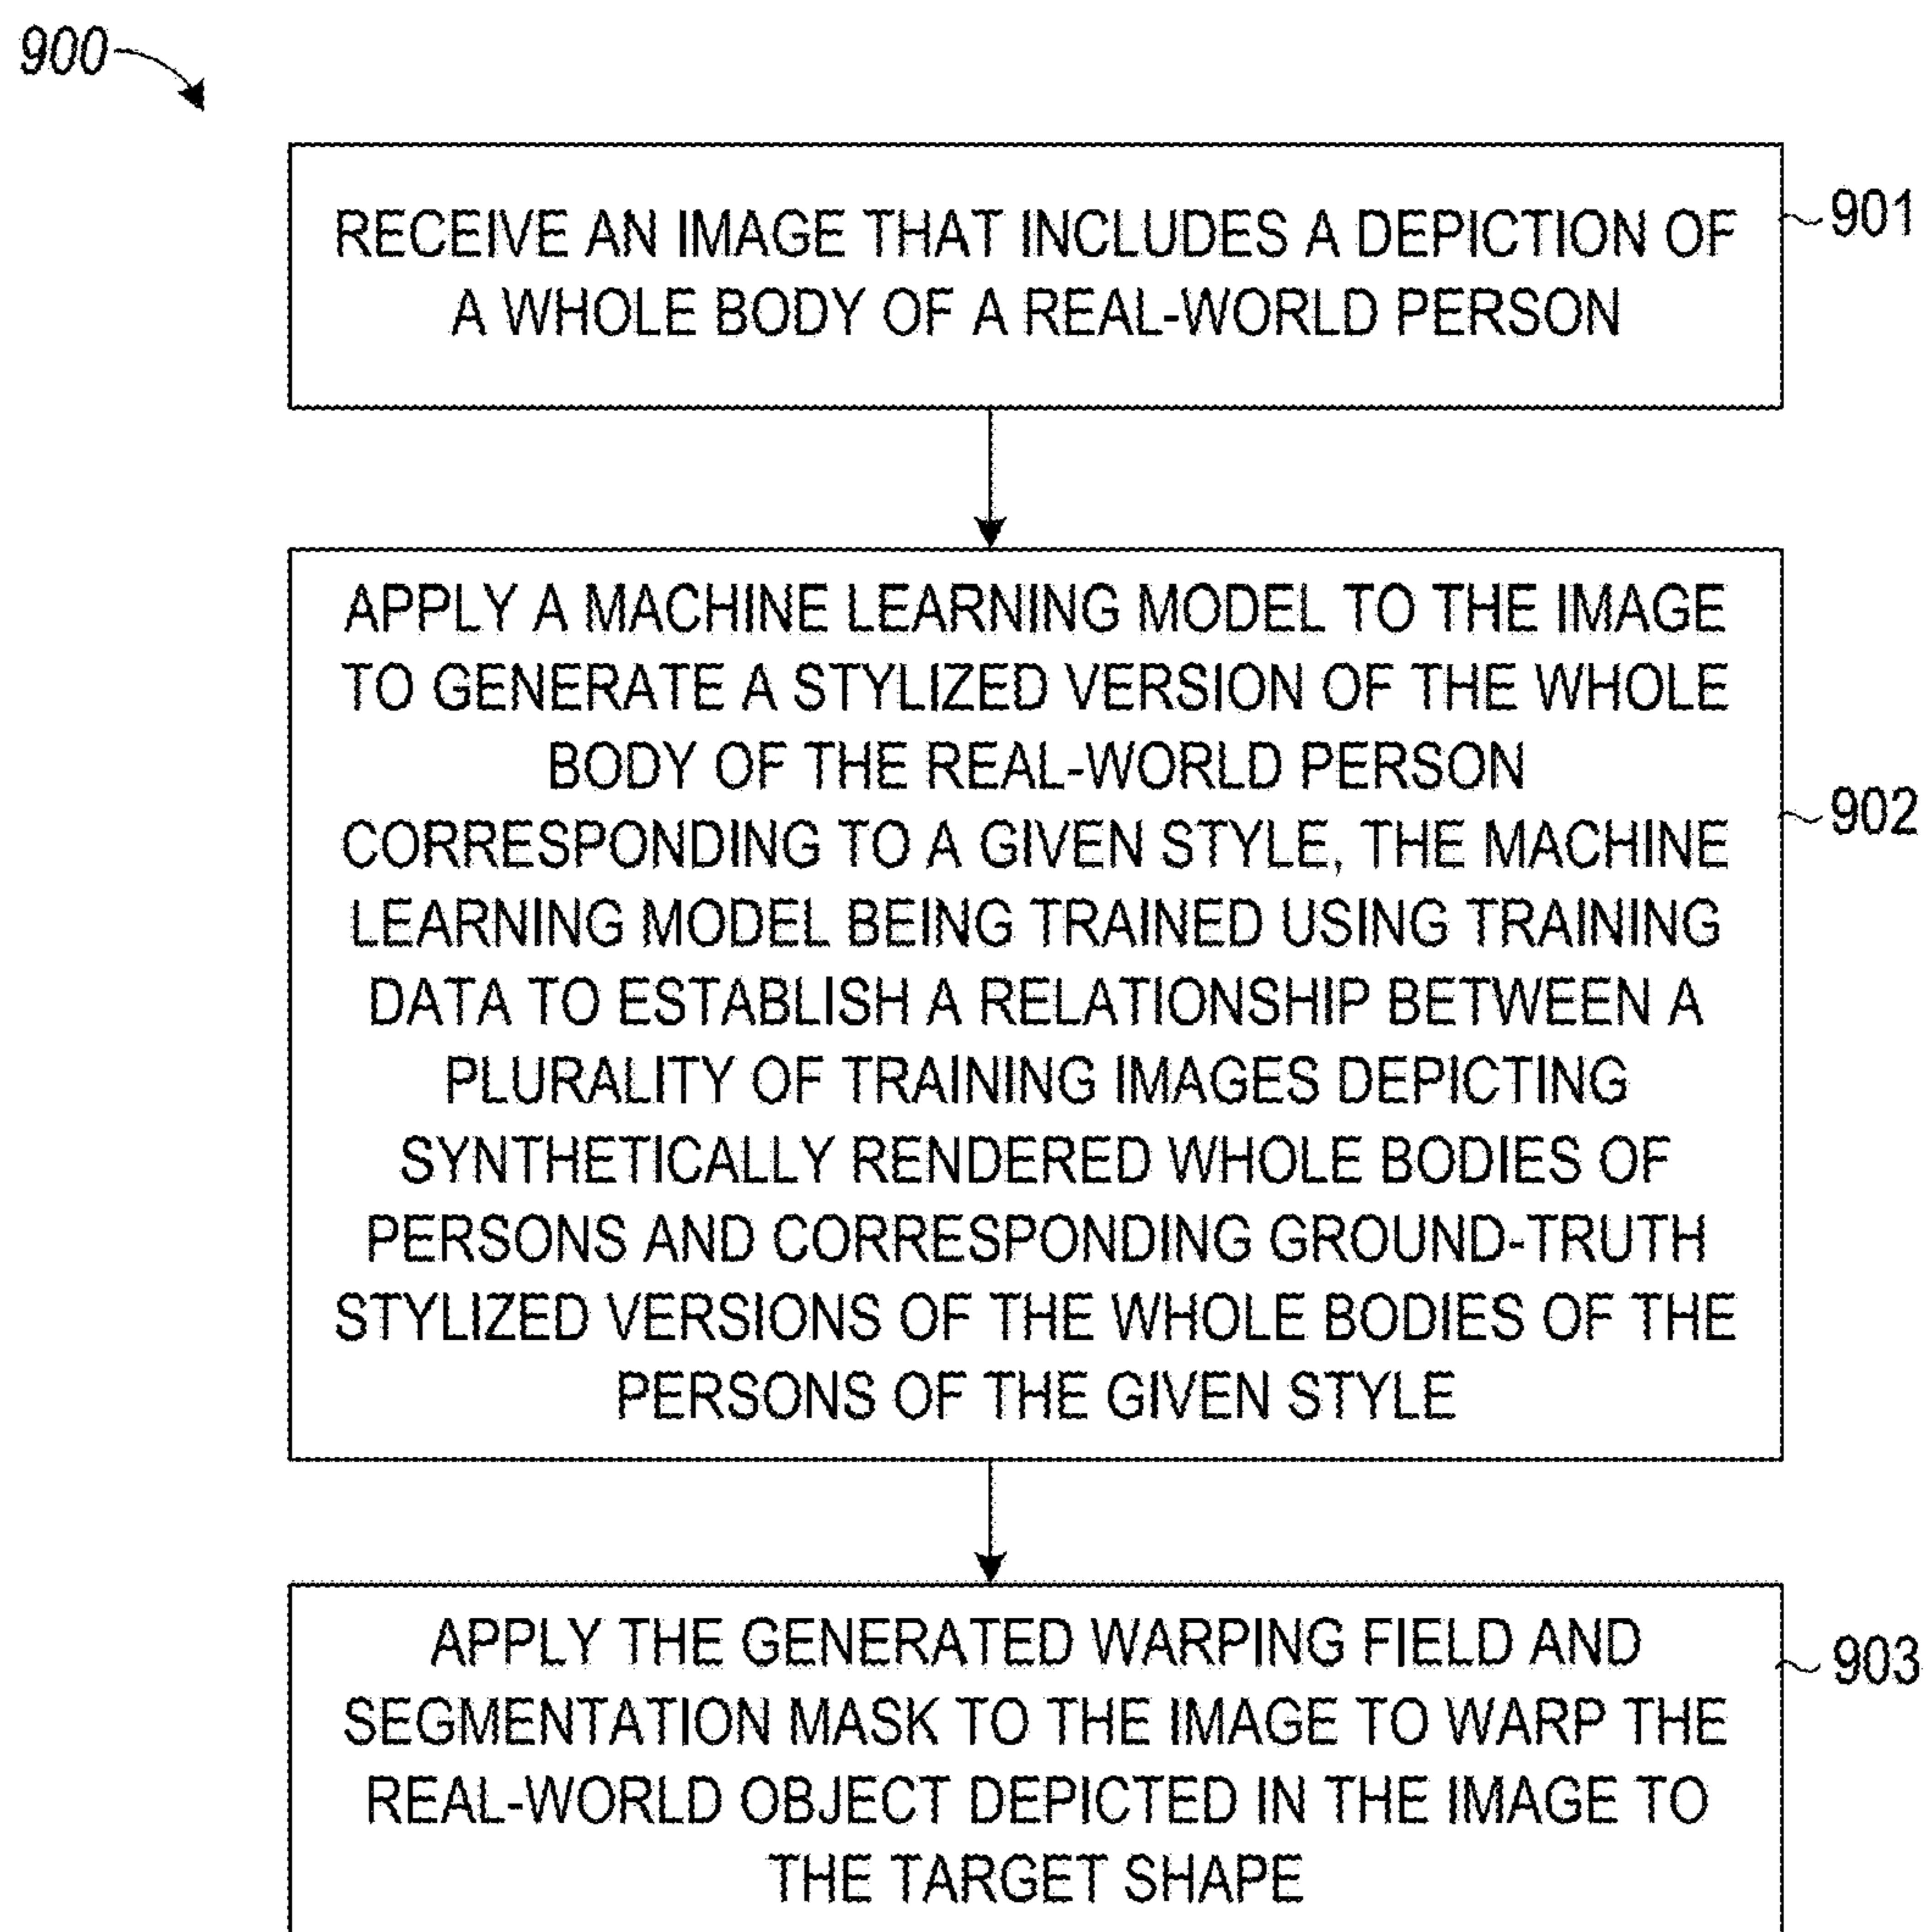 900
RECEIVE AN IMAGE THAT INCLUDES A DEPICTION OF
A WHOLE BODY OF A REAL-WORLD PERSON
901
APPLY A MACHINE LEARNING MODEL TO THE IMAGE
TO GENERATE A STYLIZED VERSION OF THE WHOLE
BODY OF THE REAL-WORLD PERSON
CORRESPONDING TO A GIVEN STYLE, THE MACHINE
LEARNING MODEL BEING TRAINED USING TRAINING
DATA TO ESTABLISH A RELATIONSHIP BETWEEN A
PLURALITY OF TRAINING IMAGES DEPICTING
SYNTHETICALLY RENDERED WHOLE BODIES OF
PERSONS AND CORRESPONDING GROUND-TRUTH
STYLIZED VERSIONS OF THE WHOLE BODIES OF THE
PERSONS OF THE GIVEN STYLE
902
APPLY THE GENERATED WARPING FIELD AND
SEGMENTATION MASK TO THE IMAGE TO WARP THE
REAL-WORLD OBJECT DEPICTED IN THE IMAGE TO
THE TARGET SHAPE
903